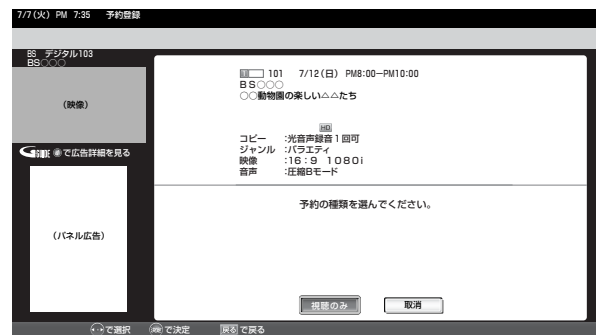 7/7(火) PM 7:35 予約登録
BS デジタル103
BS○○○
(映像)
GGUIDE で広告詳細を見る
(パネル広告)
101 7/12(日) PM8:00−PM10:00
BS○○○
○○動物園の楽しい△△たち
HD
コピー :光音声録音1回可
ジャンル :バラエティ
映像 :16:9 1080i
音声 :圧縮Bモード
予約の種類を選んでください。
視聴のみ 取消
で選択 で決定 戻る で戻る